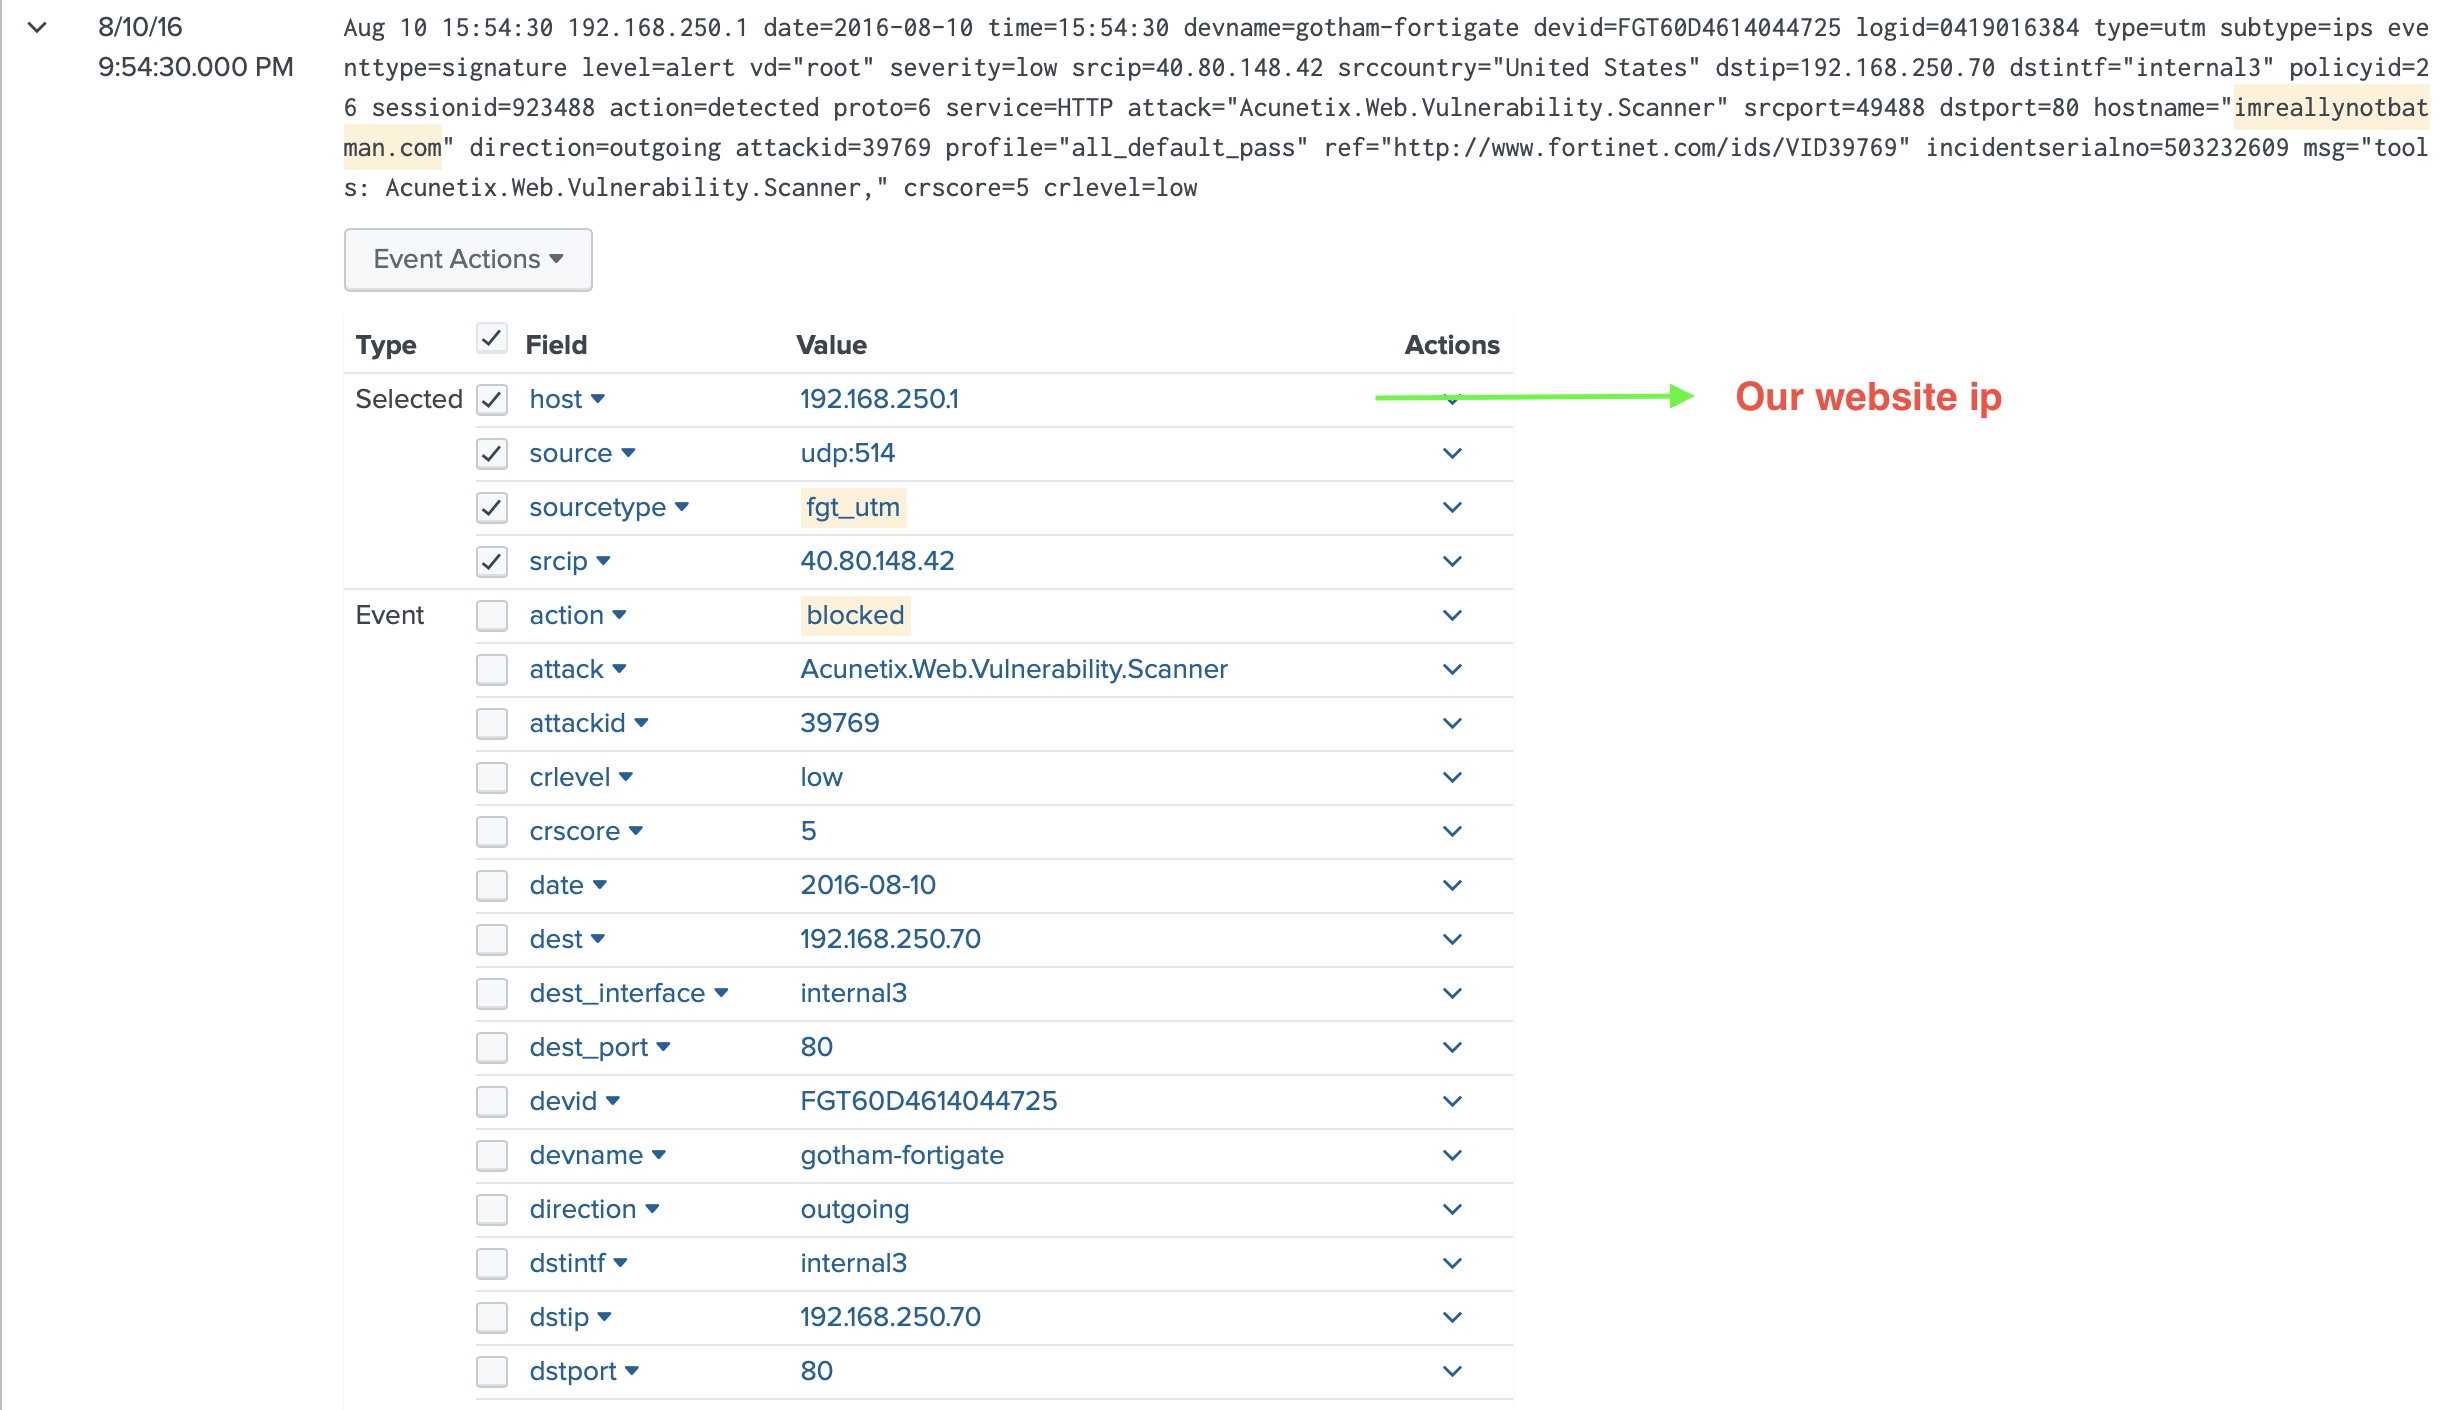 8/10/16
9:54:30.000 PM
Aug 10 15:54:30 192.168.250.1 date=2016-08-10 time=15:54:30 devname=gotham-fortigate devid=FGT60D4614044725 logid=0419016384 type=utm subtype=ips eve
nttype=signature level=alert vd="root" severity=low srcip=40.80.148.42 srccountry="United States" dstip=192.168.250.70 dstintf="internal3" policyid=2
6 sessionid=923488 action=detected proto=6 service=HTTP attack="Acunetix.Web.Vulnerability.Scanner" srcport=49488 dstport=80 hostname="imreallynotbat
man.com" direction=outgoing attackid=39769 profile="all_default_pass" ref="http://www.fortinet.com/ids/VID39769" incidentserialno=503232609 msg="tool
s: Acunetix.Web.Vulnerability.Scanner," crscore=5 crlevel=low
Event Actions
Type Field Value Actions
Selected host 192.168.250.1 Our website ip
source udp:514
sourcetype fgt_utm
srcip 40.80.148.42
Event action blocked
attack Acunetix.Web.Vulnerability.Scanner
attackid 39769
crlevel low
crscore 5
date 2016-08-10
dest 192.168.250.70
dest_interface internal3
dest_port 80
devid FGT60D4614044725
devname gotham-fortigate
direction outgoing
dstintf internal3
dstip 192.168.250.70
dstport 80